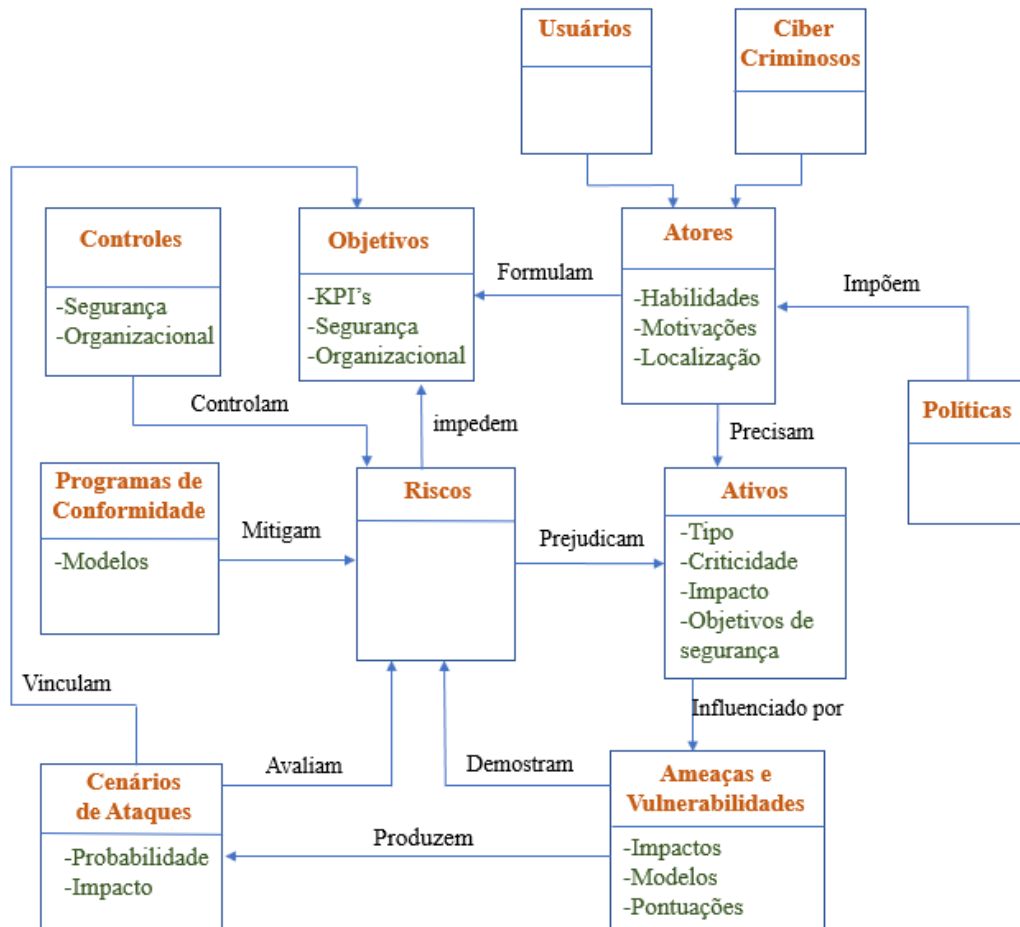 Usuários
Ciber
Criminosos
Controles
-Segurança
-Organizacional
Objetivos
-KPI's
-Segurança
-Organizacional
Formulam
Atores
-Habilidades
-Motivações
-Localização
Impõem
Políticas
Controlam
impedem
Precisam
Programas de
Conformidade
-Modelos
Mitigam
Riscos
Prejudicam
Ativos
-Tipo
-Criticidade
-Impacto
-Objetivos de
segurança
Vinculam
Influenciado por
Cenários
de Ataques
-Probabilidade
-Impacto
Avaliam
Demostram
Produzem
Ameaças e
Vulnerabilidades
-Impactos
-Modelos
-Pontuações